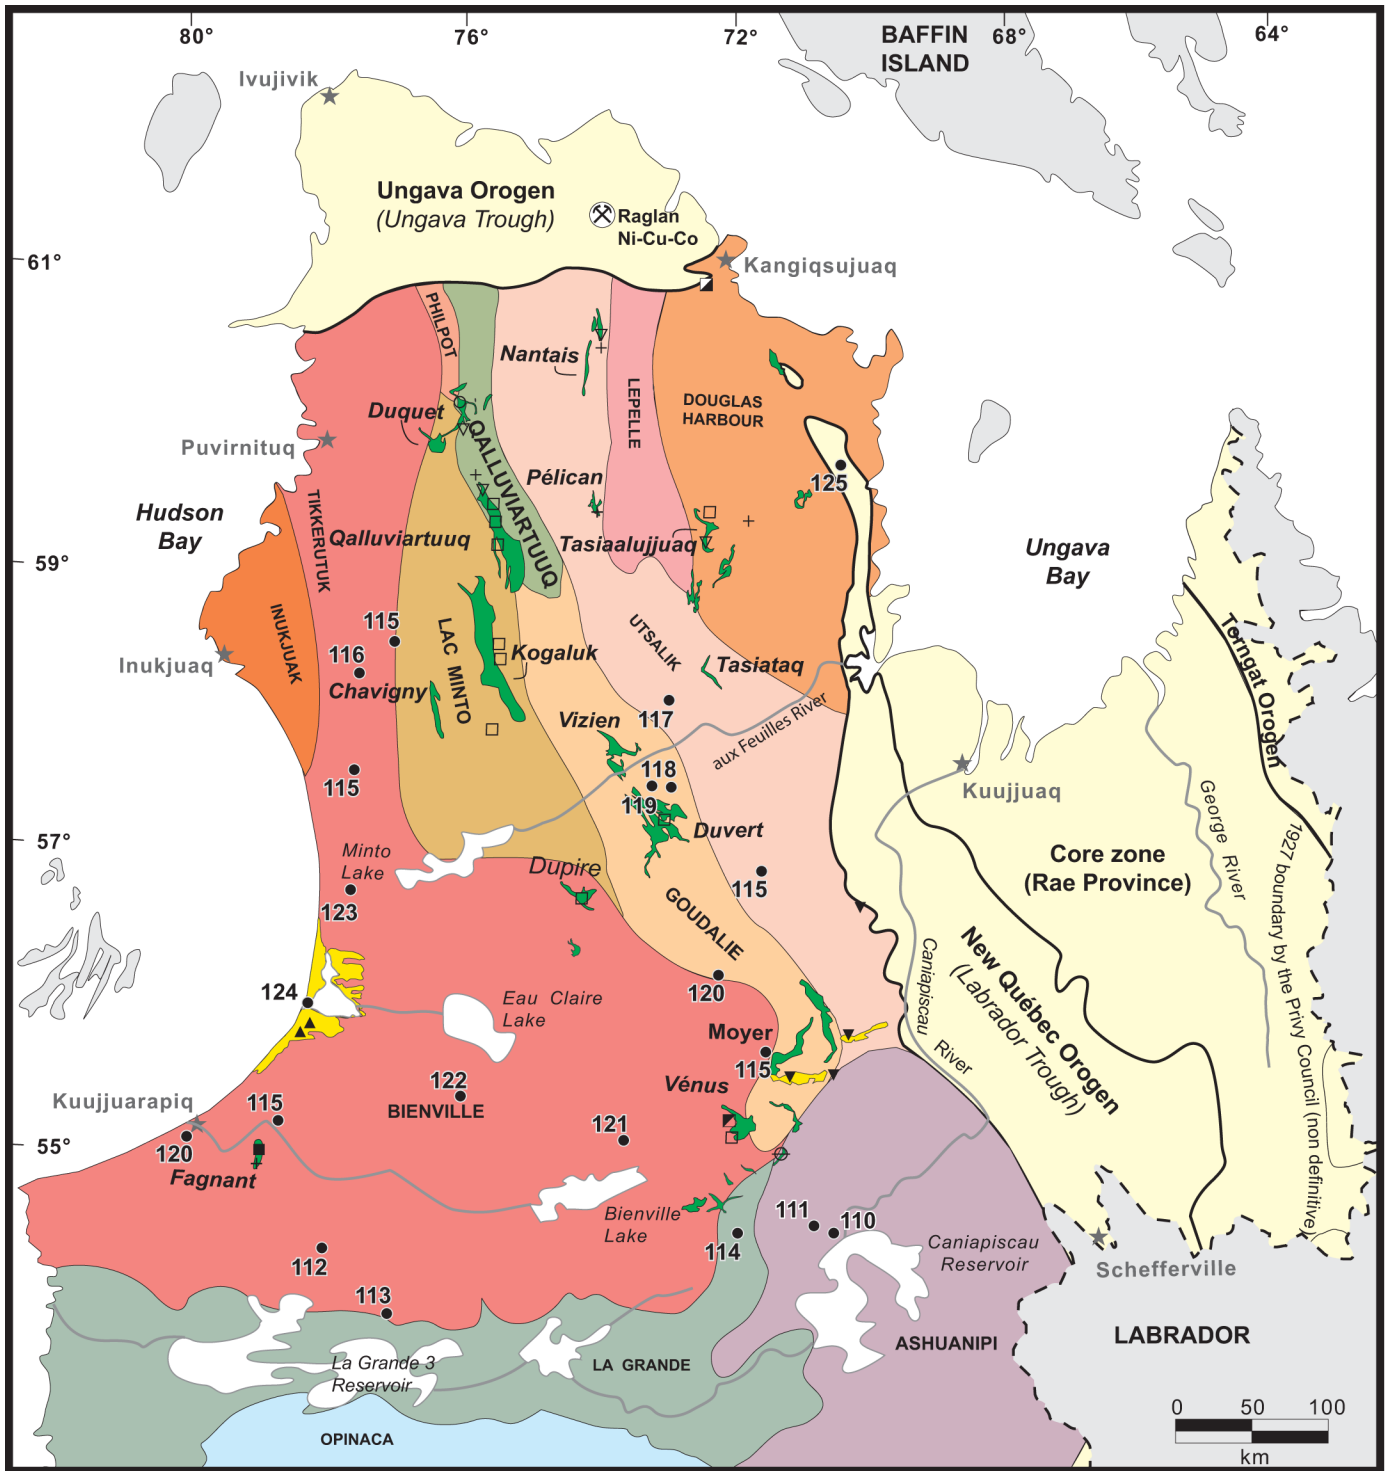 80°
76°
72°
68°
64°
BAFFIN
ISLAND
Ivujivik
Ungava Orogen
(Ungava Trough)
Raglan
Ni-Cu-Co
61°
Kangiqsujuaq
PHILPOT
Nantais
LEPELLE
DOUGLAS
HARBOUR
Duquet
Puvirnituq
QALLUVIARTUUQ
Pélican
125
TIKKERUTUK
Hudson
Bay
Qalluviartuuq
Tasiaalujjuaq
Ungava
Bay
59°
INUKJUAK
115
LAC MINTO
UTSALIK
Torngat Orogen
116
Inukjuaq
Kogaluk
Tasiataq
Chavigny
117
Vizien
aux Feuilles River
118
115
119
Kuujjuaq
George River
Duvert
57°
Minto
Lake
Dupire
115
Core zone
(Rae Province)
1927 boundary by the Privy Council (non definitive)
123
GOUDALIE
New Québec Orogen
(Labrador Trough)
Caniapiscau
River
124
Eau Claire
Lake
120
Moyer
115
Vénus
122
BIENVILLE
Kuujjuarapiq
115
121
55°
120
Fagnant
Bienville
Lake
111
110
114
Caniapiscau
Reservoir
112
Schefferville
113
La Grande 3
Reservoir
LA GRANDE
ASHUANIPI
LABRADOR
OPINACA
0
50
100
km